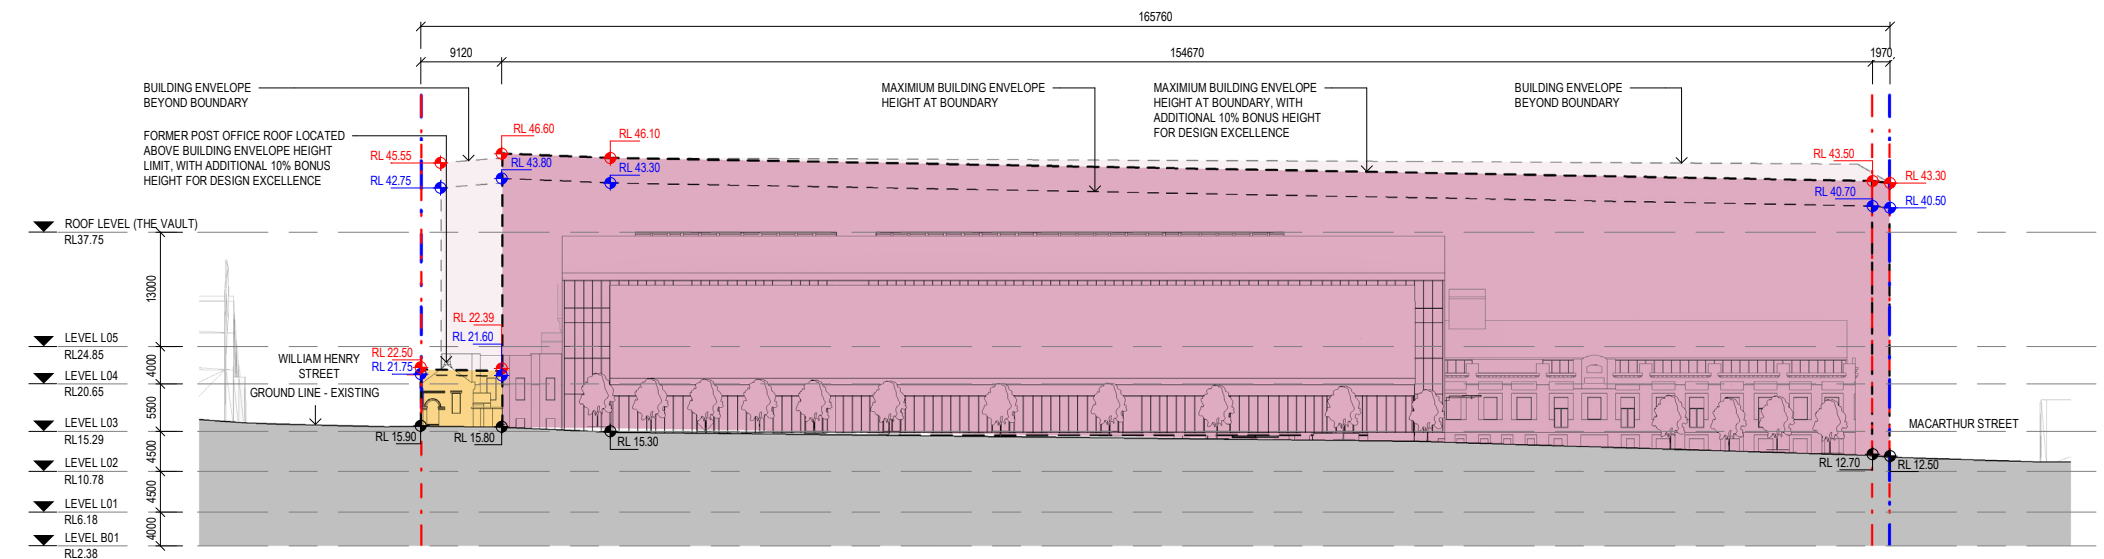 165760
9120
154670
1970
BUILDING ENVELOPE
BEYOND BOUNDARY
MAXIMIUM BUILDING ENVELOPE
HEIGHT AT BOUNDARY
MAXIMIUM BUILDING ENVELOPE
HEIGHT AT BOUNDARY, WITH
ADDITIONAL 10% BONUS HEIGHT
FOR DESIGN EXCELLENCE
BUILDING ENVELOPE
BEYOND BOUNDARY
FORMER POST OFFICE ROOF LOCATED
ABOVE BUILDING ENVELOPE HEIGHT
LIMIT, WITH ADDITIONAL 10% BONUS
HEIGHT FOR DESIGN EXCELLENCE
RL 46.60
RL 46.10
RL 45.55
RL 43.80
RL 43.30
RL 42.75
RL 43.50
RL 43.30
RL 40.70
RL 40.50
ROOF LEVEL (THE VAULT)
RL37.75
13000
RL 22.39
RL 21.60
LEVEL L05
RL24.85
4000
RL 22.50
RL 21.75
WILLIAM HENRY
STREET
GROUND LINE - EXISTING
LEVEL L04
RL20.65
5500
LEVEL L03
RL15.29
RL 15.90
RL 15.80
RL 15.30
MACARTHUR STREET
4500
LEVEL L02
RL10.78
RL 12.70
RL 12.50
4500
LEVEL L01
RL6.18
4000
LEVEL B01
RL2.38